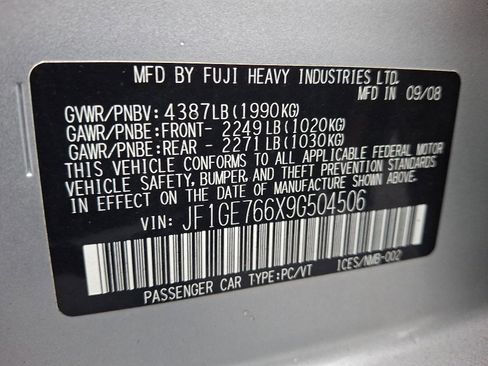 MFD BY FUJI HEAVY INDUSTRIES LTD.
MFD IN 09/08
GVWR/PNBV: 4387LB(1990KG)
GAWR/PNBE:FRONT- 2249LB(1020KG)
GAWR/PNBE:REAR - 2271LB(1030KG)
THIS VEHICLE CONFORMS TO ALL APPLICABLE FEDERAL MOTOR
VEHICLE SAFETY, BUMPER, AND THEFT PREVENTION STANDARDS
IN EFFECT ON THE DATE OF MANUFACTURE SHOWN ABOVE.
VIN: JF1GE766X9G504506
PASSENGER CAR TYPE:PC/VT ICES/NMB-002